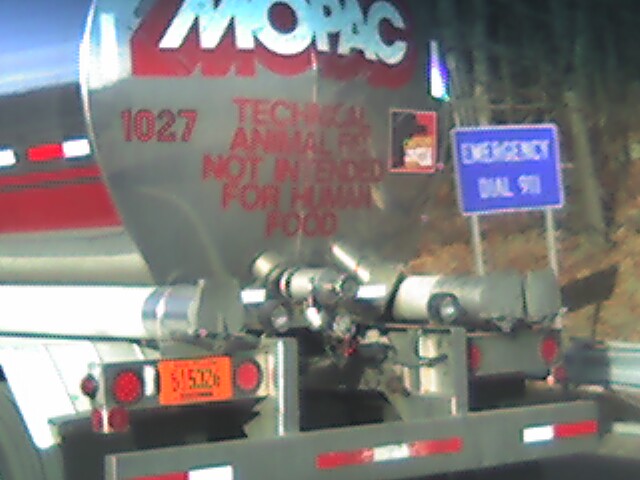 MOPAC
1027
TECHNICAL
ANIMAL FAT
NOT INTENDED
FOR HUMAN
FOOD
EMERGENCY
DIAL 911